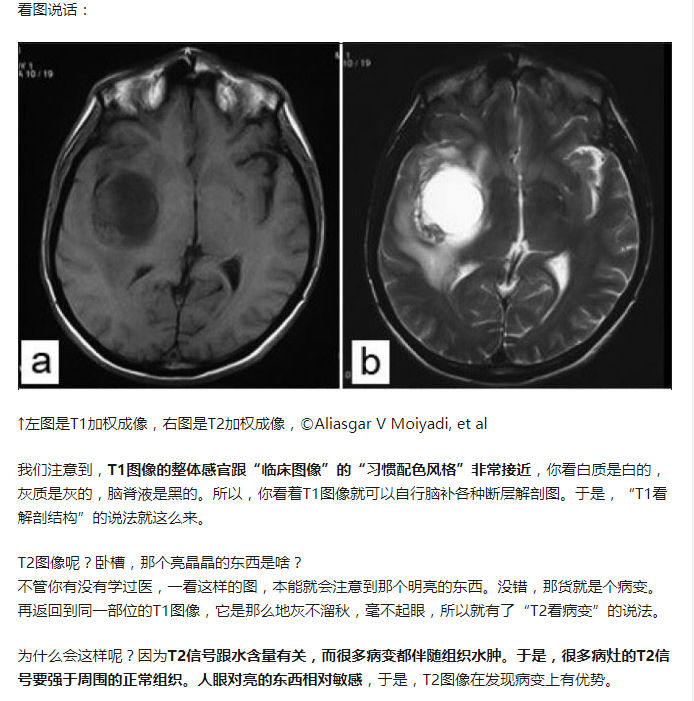 看图说话：
V 1
A 10 / 19
10 / 19
a
b
↑左图是T1加权成像，右图是T2加权成像，©Aliasgar V Moiyadi, et al
我们注意到，T1图像的整体感官跟“临床图像”的“习惯配色风格”非常接近，你看白质是白的，
灰质是灰的，脑脊液是黑的。所以，你看着T1图像就可以自行脑补各种断层解剖图。于是，“T1看
解剖结构”的说法就这么来。
T2图像呢？卧槽，那个亮晶晶的东西是啥？
不管你有没有学过医，一看这样的图，本能就会注意到那个明亮的东西。没错，那货就是个病变。
再返回到同一部位的T1图像，它是那么地灰不溜秋，毫不起眼，所以就有了“T2看病变”的说法。
为什么会这样呢？因为T2信号跟水含量有关，而很多病变都伴随组织水肿。于是，很多病灶的T2信
号要强于周围的正常组织。人眼对亮的东西相对敏感，于是，T2图像在发现病变上有优势。